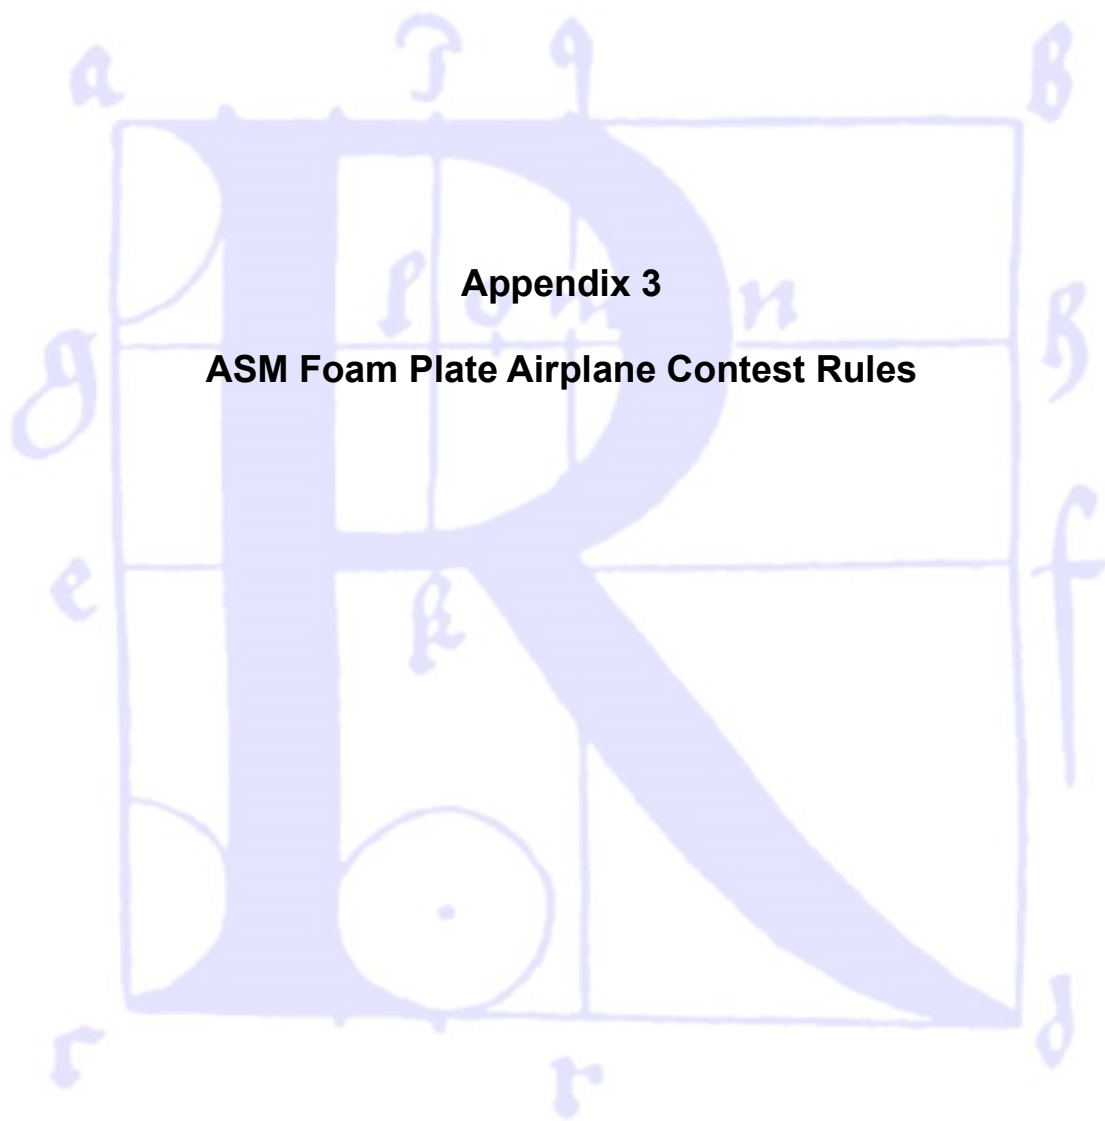 a q B
Appendix 3
l n
g
ASM Foam Plate Airplane Contest Rules
e f
k
c d
r
R